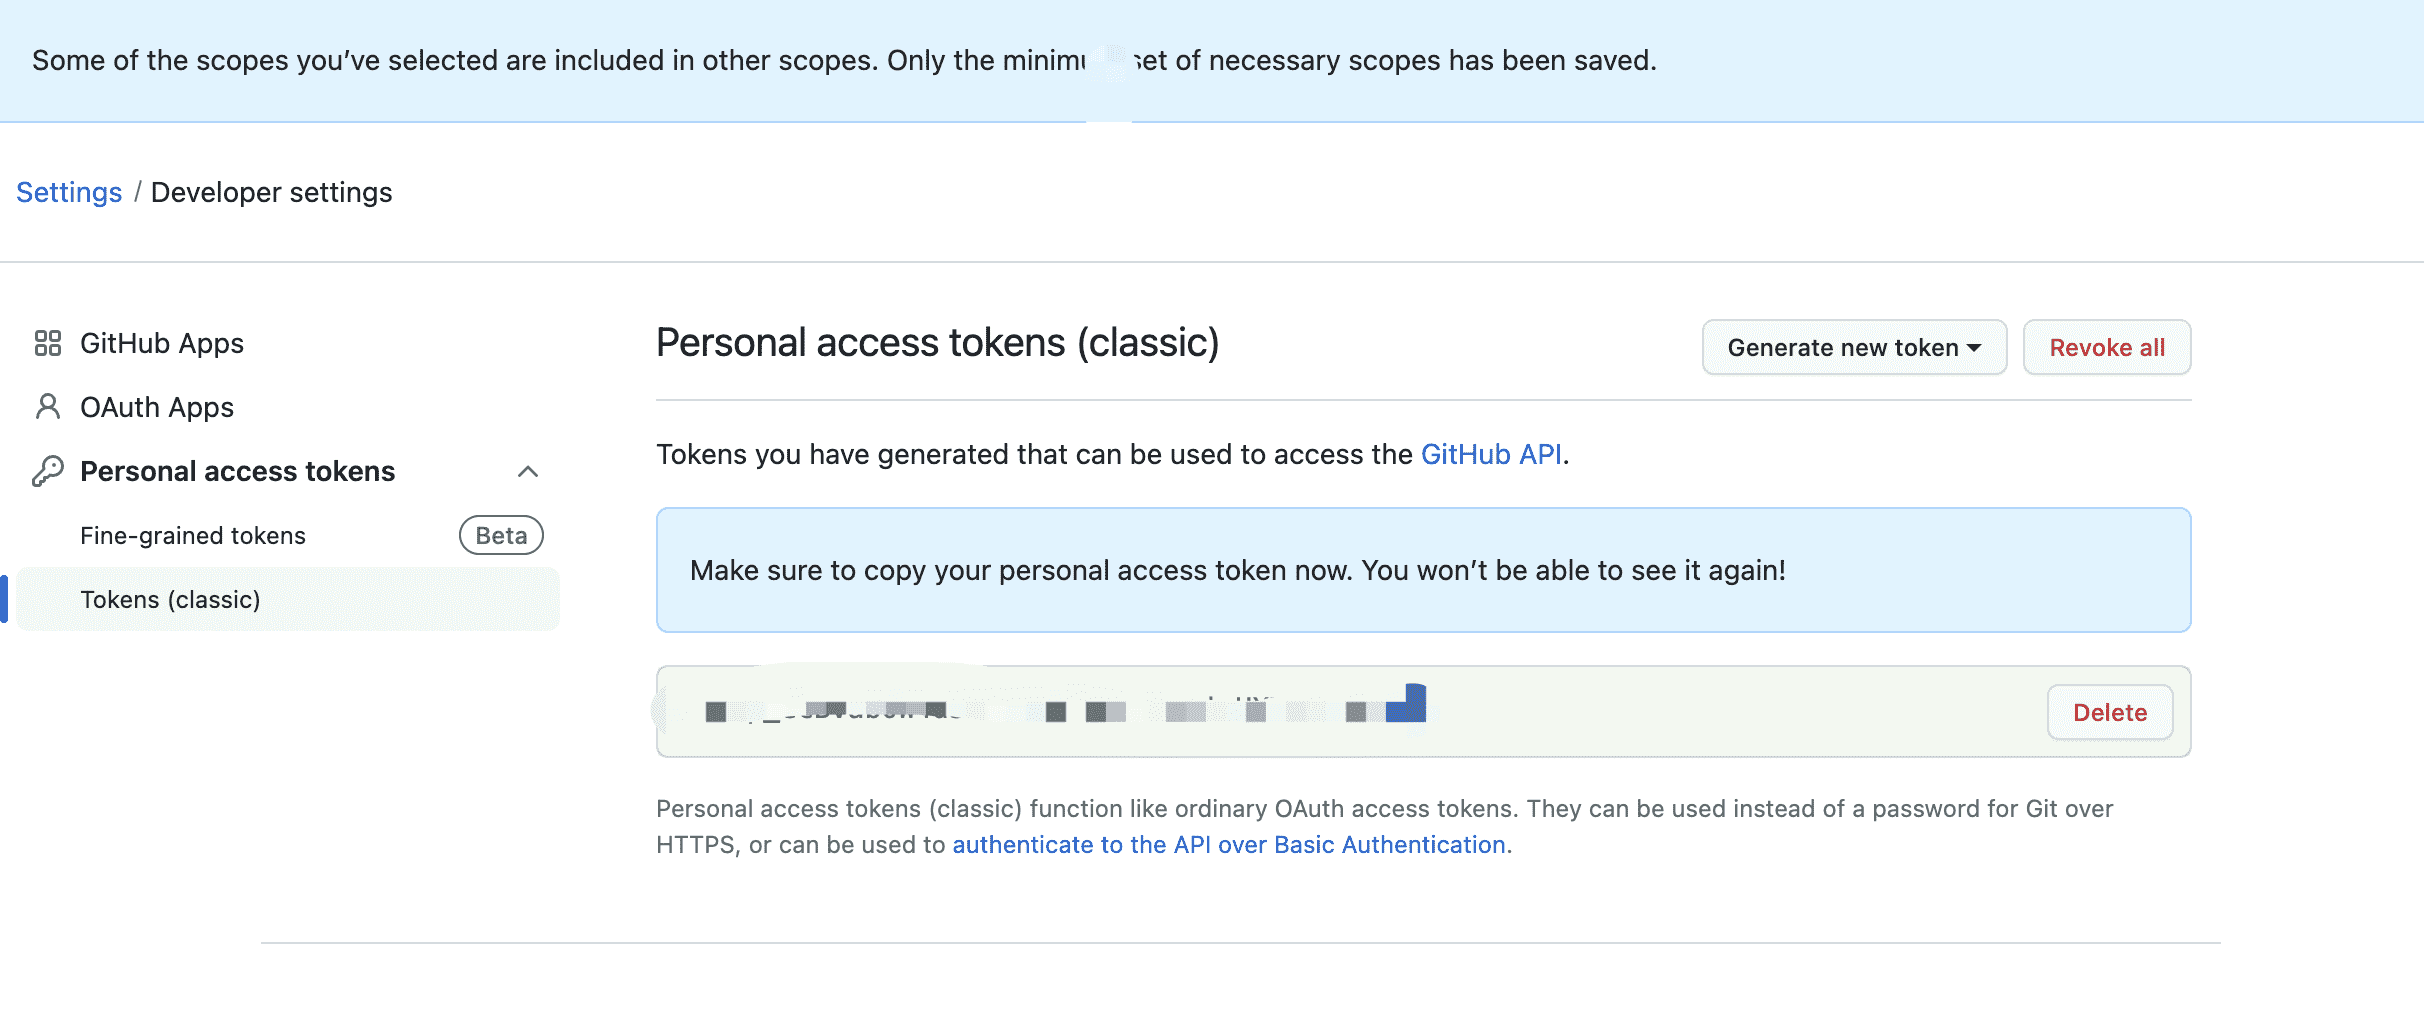 Some of the scopes you've selected are included in other scopes. Only the set of necessary scopes has been saved.
Settings / Developer settings
GitHub Apps
OAuth Apps
Personal access tokens
Fine-grained tokens Beta
Tokens (classic)
Personal access tokens (classic)
Generate new token
Revoke all
Tokens you have generated that can be used to access the GitHub API.
Make sure to copy your personal access token now. You won't be able to see it again!
Delete
Personal access tokens (classic) function like ordinary OAuth access tokens. They can be used instead of a password for Git over
HTTPS, or can be used to authenticate to the API over Basic Authentication.